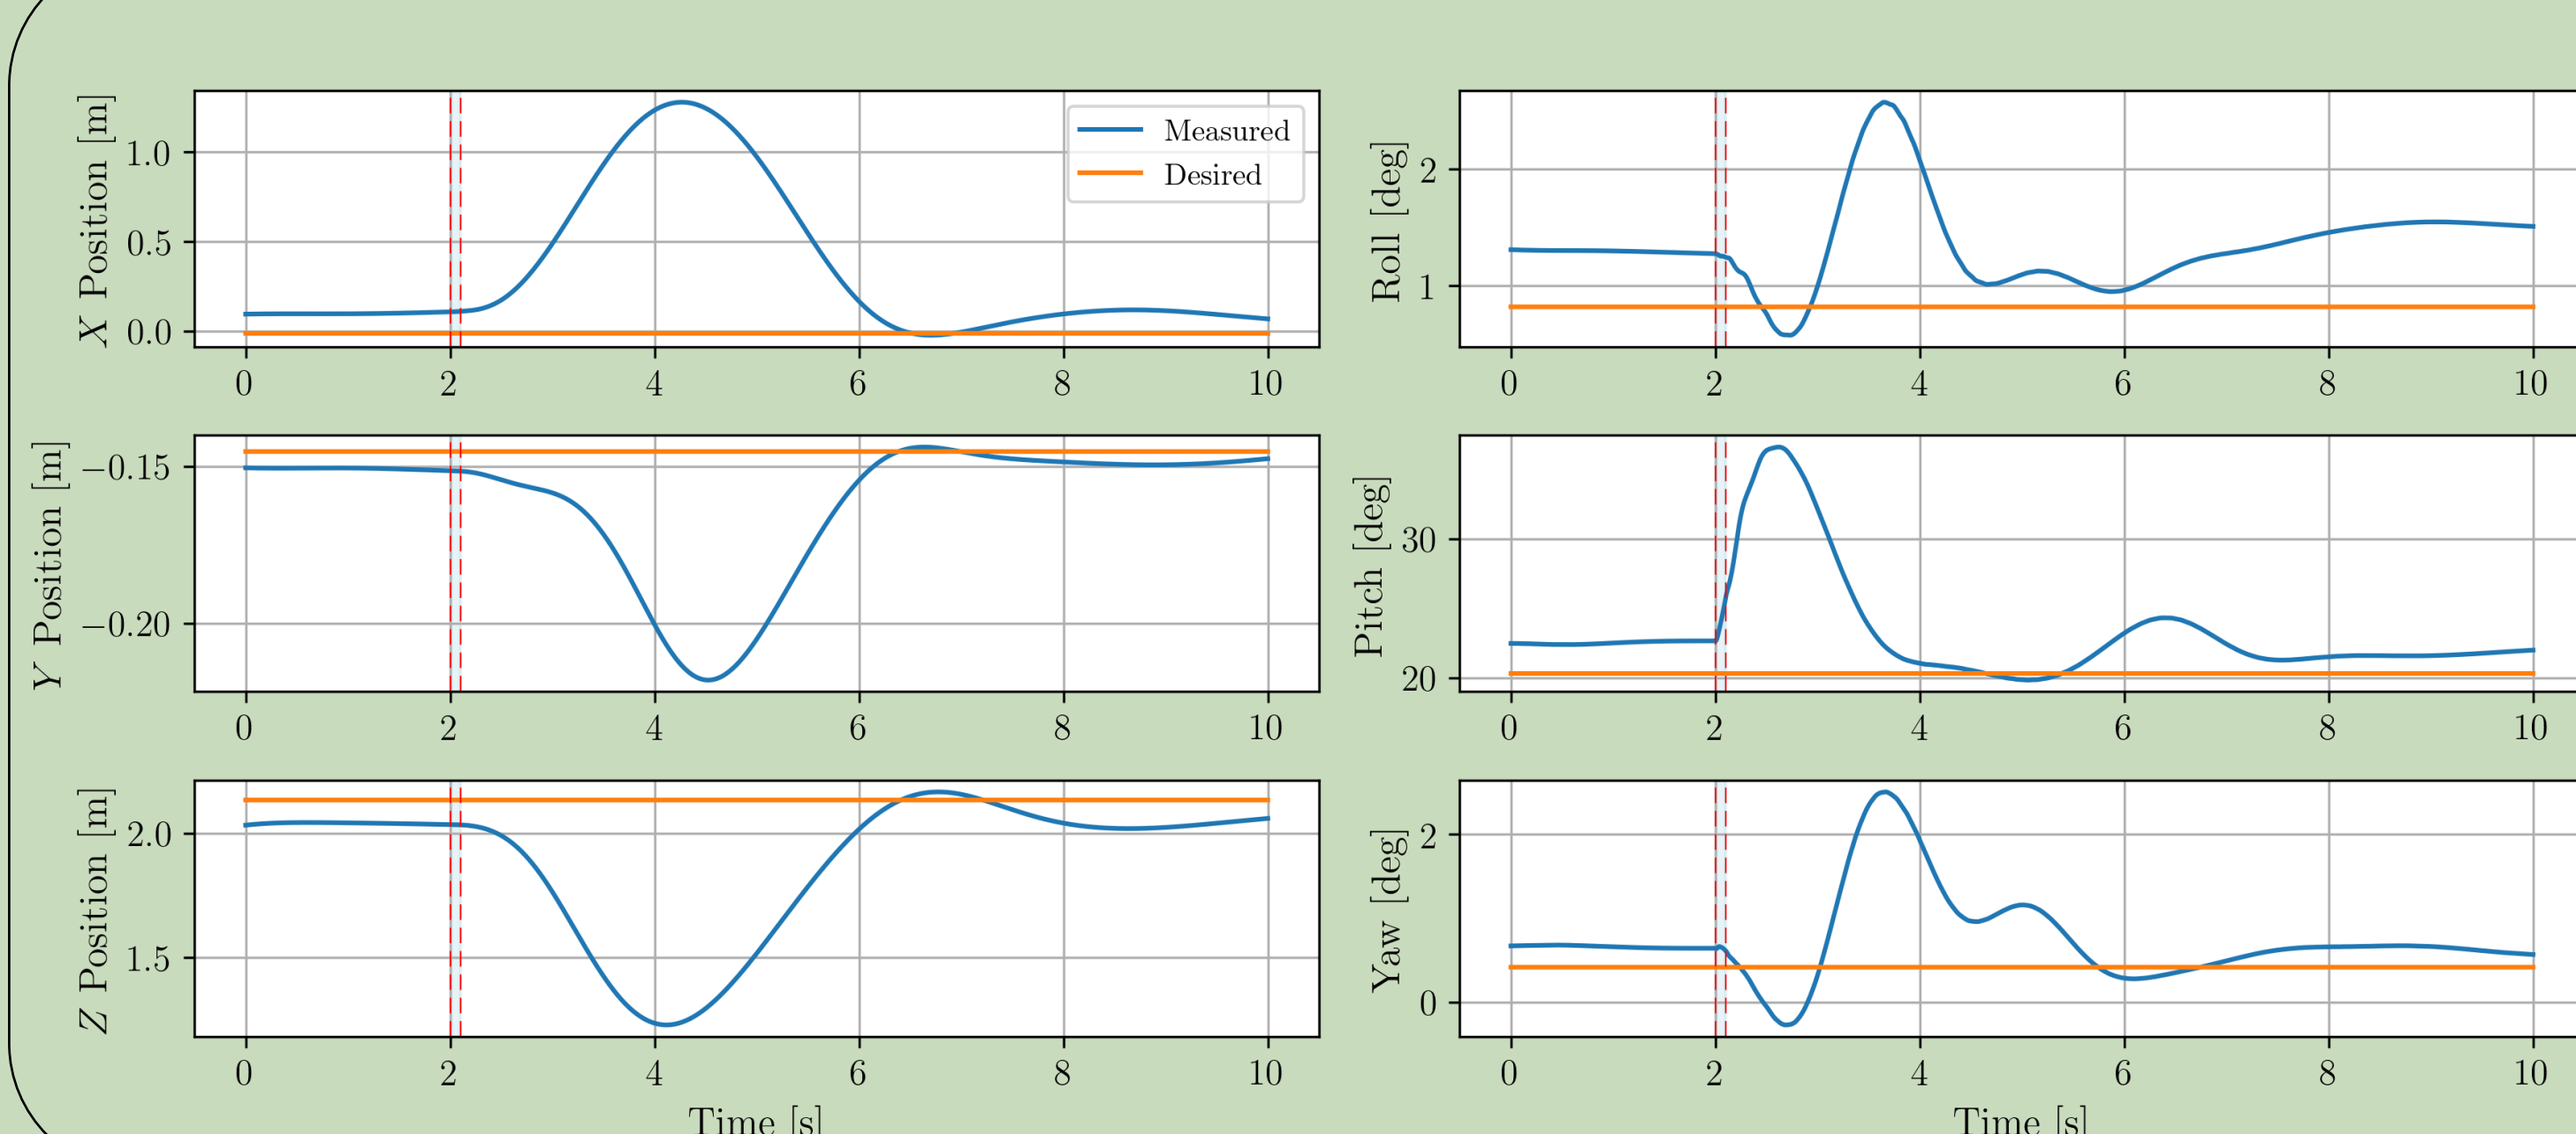 X Position [m]
1.0
0.5
0.0
0 2 4 6 8 10
Measured
Desired
Roll [deg]
2
1
0 2 4 6 8 10
Y Position [m]
−0.15
−0.20
0 2 4 6 8 10
Pitch [deg]
30
20
0 2 4 6 8 10
Z Position [m]
2.0
1.5
0 2 4 6 8 10
Time [s]
Yaw [deg]
2
0
0 2 4 6 8 10
Time [s]